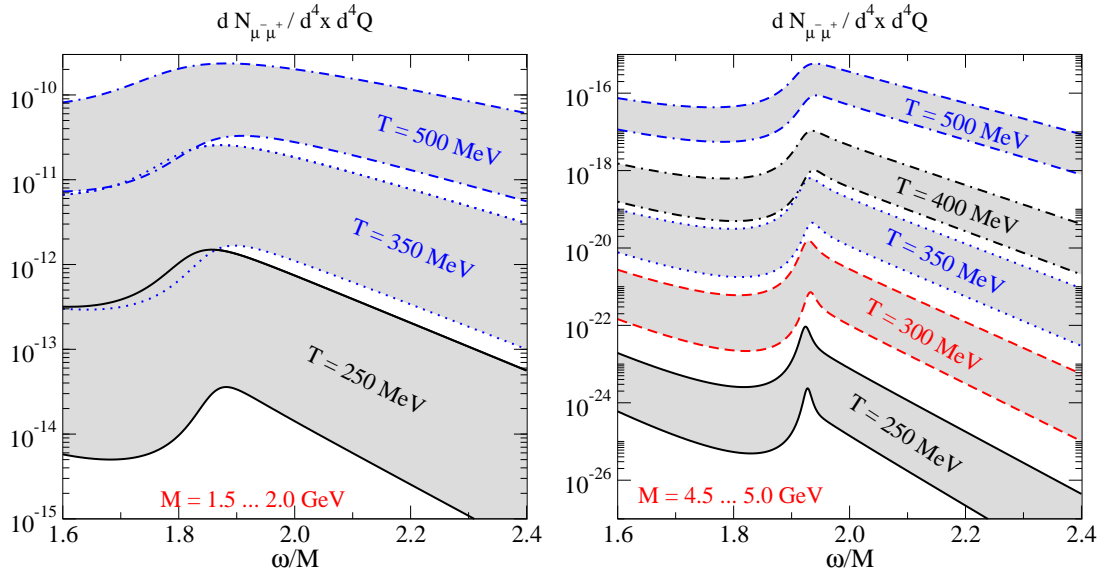 d N_{μ⁻μ⁺} / d⁴x d⁴Q
10⁻¹⁰
10⁻¹¹
10⁻¹²
10⁻¹³
10⁻¹⁴
10⁻¹⁵
T = 500 MeV
T = 350 MeV
T = 250 MeV
M = 1.5 ... 2.0 GeV
1.6 1.8 2.0 2.2 2.4
ω/M
d N_{μ⁻μ⁺} / d⁴x d⁴Q
10⁻¹⁶
10⁻¹⁸
10⁻²⁰
10⁻²²
10⁻²⁴
10⁻²⁶
T = 500 MeV
T = 400 MeV
T = 350 MeV
T = 300 MeV
T = 250 MeV
M = 4.5 ... 5.0 GeV
1.6 1.8 2.0 2.2 2.4
ω/M